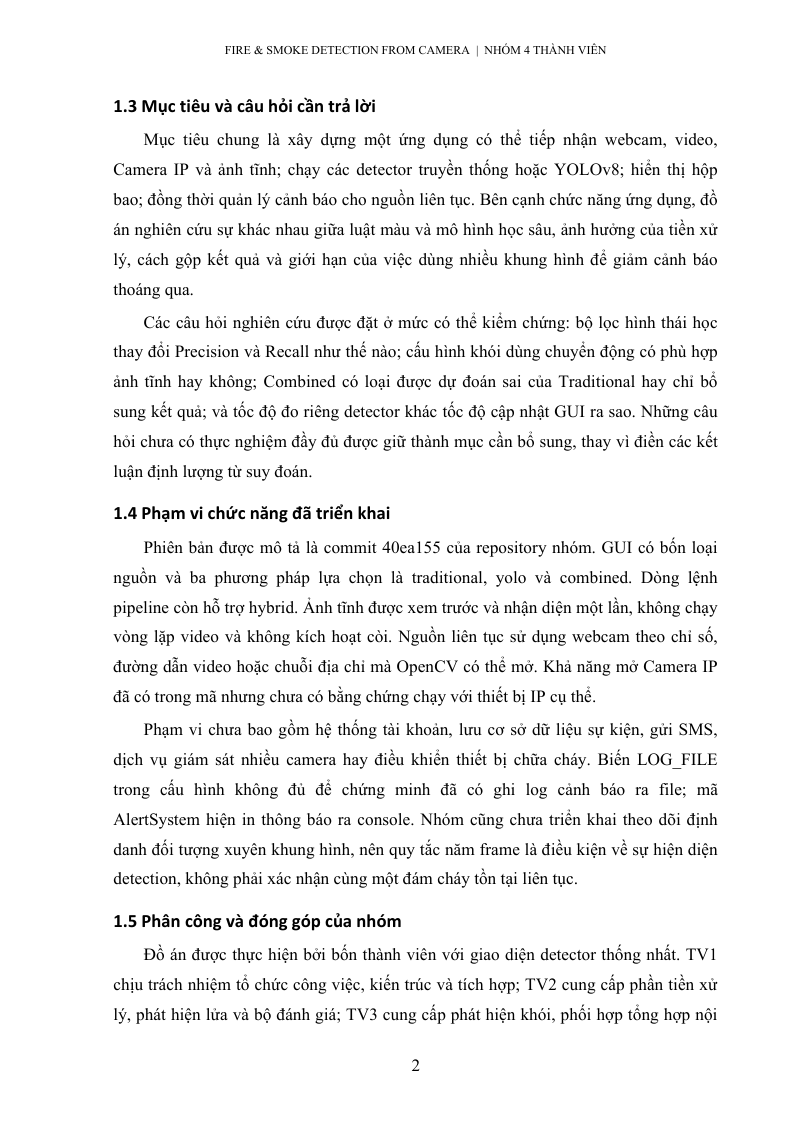 FIRE & SMOKE DETECTION FROM CAMERA | NHÓM 4 THÀNH VIÊN
1.3 Mục tiêu và câu hỏi cần trả lời
Mục tiêu chung là xây dựng một ứng dụng có thể tiếp nhận webcam, video,
Camera IP và ảnh tĩnh; chạy các detector truyền thống hoặc YOLOv8; hiển thị hộp
bao; đồng thời quản lý cảnh báo cho nguồn liên tục. Bên cạnh chức năng ứng dụng, đồ
án nghiên cứu sự khác nhau giữa luật màu và mô hình học sâu, ảnh hưởng của tiền xử
lý, cách gộp kết quả và giới hạn của việc dùng nhiều khung hình để giảm cảnh báo
thoáng qua.
Các câu hỏi nghiên cứu được đặt ở mức có thể kiểm chứng: bộ lọc hình thái học
thay đổi Precision và Recall như thế nào; cấu hình khói dùng chuyển động có phù hợp
ảnh tĩnh hay không; Combined có loại được dự đoán sai của Traditional hay chỉ bổ
sung kết quả; và tốc độ đo riêng detector khác tốc độ cập nhật GUI ra sao. Những câu
hỏi chưa có thực nghiệm đầy đủ được giữ thành mục cần bổ sung, thay vì điền các kết
luận định lượng từ suy đoán.
1.4 Phạm vi chức năng đã triển khai
Phiên bản được mô tả là commit 40ea155 của repository nhóm. GUI có bốn loại
nguồn và ba phương pháp lựa chọn là traditional, yolo và combined. Dòng lệnh
pipeline còn hỗ trợ hybrid. Ảnh tĩnh được xem trước và nhận diện một lần, không chạy
vòng lặp video và không kích hoạt còi. Nguồn liên tục sử dụng webcam theo chỉ số,
đường dẫn video hoặc chuỗi địa chỉ mà OpenCV có thể mở. Khả năng mở Camera IP
đã có trong mã nhưng chưa có bằng chứng chạy với thiết bị IP cụ thể.
Phạm vi chưa bao gồm hệ thống tài khoản, lưu cơ sở dữ liệu sự kiện, gửi SMS,
dịch vụ giám sát nhiều camera hay điều khiển thiết bị chữa cháy. Biến LOG_FILE
trong cấu hình không đủ để chứng minh đã có ghi log cảnh báo ra file; mã
AlertSystem hiện in thông báo ra console. Nhóm cũng chưa triển khai theo dõi định
danh đối tượng xuyên khung hình, nên quy tắc năm frame là điều kiện về sự hiện diện
detection, không phải xác nhận cùng một đám cháy tồn tại liên tục.
1.5 Phân công và đóng góp của nhóm
Đồ án được thực hiện bởi bốn thành viên với giao diện detector thống nhất. TV1
chịu trách nhiệm tổ chức công việc, kiến trúc và tích hợp; TV2 cung cấp phần tiền xử
lý, phát hiện lửa và bộ đánh giá; TV3 cung cấp phát hiện khói, phối hợp tổng hợp nội
2